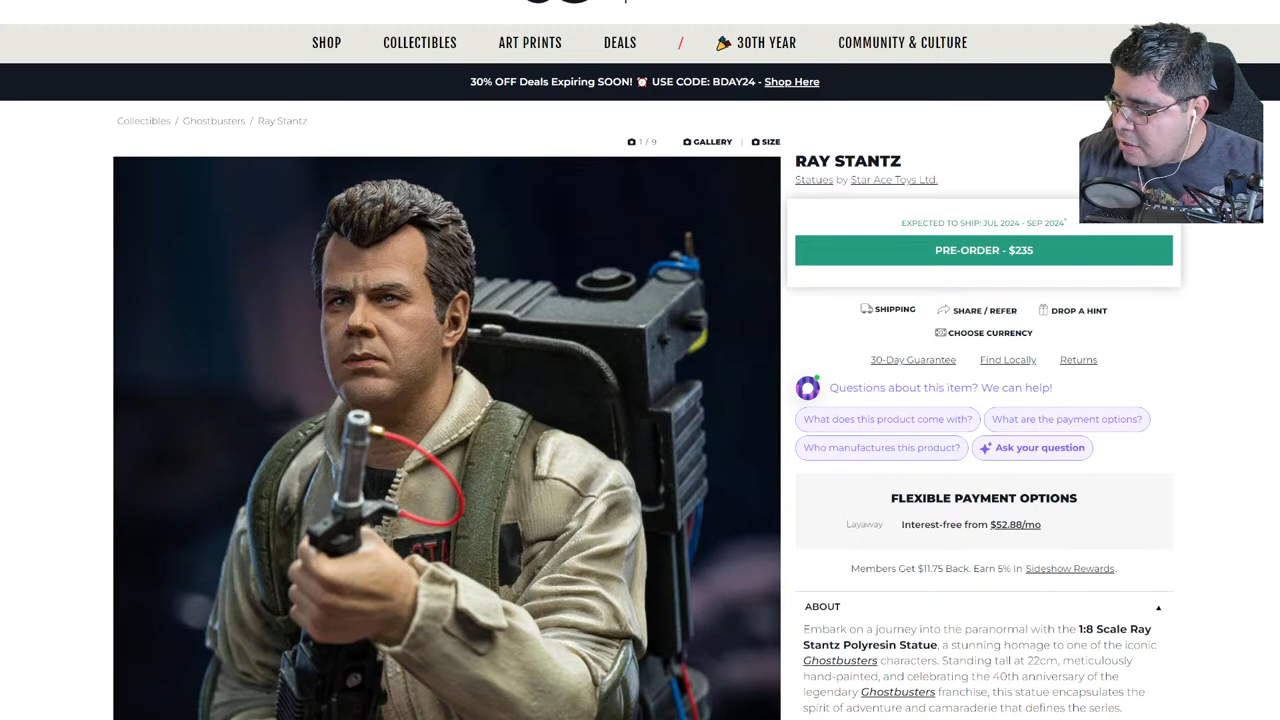 SHOP COLLECTIBLES ART PRINTS DEALS / 30TH YEAR COMMUNITY & CULTURE
30% OFF Deals Expiring SOON! ⏰ USE CODE: BDAY24 - Shop Here
Collectibles / Ghostbusters / Ray Stantz
1 / 9 GALLERY | SIZE
RAY STANTZ
Statues by Star Ace Toys Ltd.
EXPECTED TO SHIP: JUL 2024 - SEP 2024*
PRE-ORDER - $235
SHIPPING SHARE / REFER DROP A HINT
CHOOSE CURRENCY
30-Day Guarantee Find Locally Returns
Questions about this item? We can help!
What does this product come with? What are the payment options?
Who manufactures this product? Ask your question
FLEXIBLE PAYMENT OPTIONS
Layaway Interest-free from $52.88/mo
Members Get $11.75 Back. Earn 5% in Sideshow Rewards.
ABOUT ▲
Embark on a journey into the paranormal with the 1:8 Scale Ray
Stantz Polyresin Statue, a stunning homage to one of the iconic
Ghostbusters characters. Standing tall at 22cm, meticulously
hand-painted, and celebrating the 40th anniversary of the
legendary Ghostbusters franchise, this statue encapsulates the
spirit of adventure and camaraderie that defines the series.